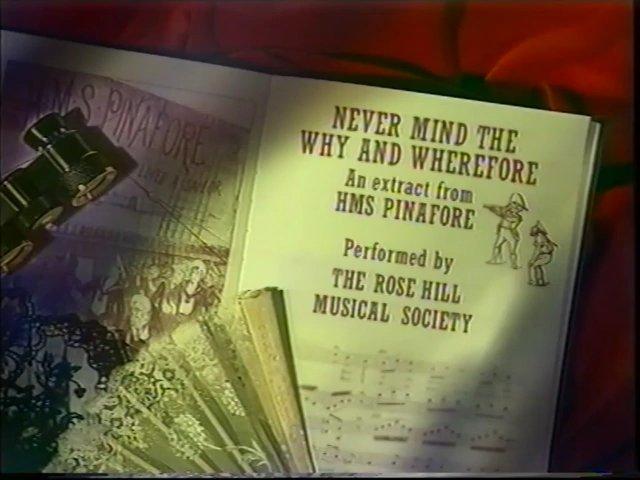 H.M.S. PINAFORE
NEVER MIND THE
WHY AND WHEREFORE
An extract from
HMS PINAFORE
Performed by
THE ROSE HILL
MUSICAL SOCIETY